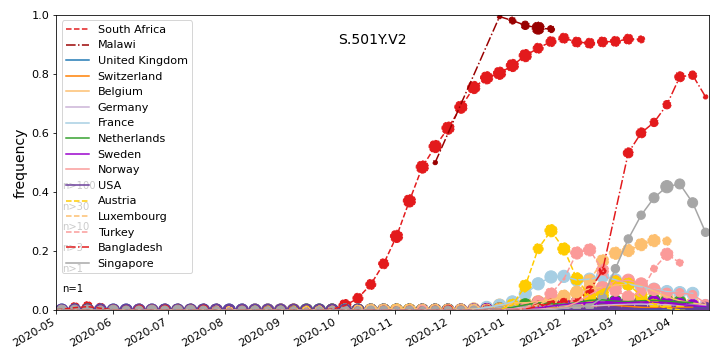 S.501Y.V2
frequency
1.0
0.8
0.6
0.4
0.2
0.0
South Africa
Malawi
United Kingdom
Switzerland
Belgium
Germany
France
Netherlands
Sweden
Norway
USA
Austria
Luxembourg
Turkey
Bangladesh
Singapore
n>100
n>30
n>10
n>1
n=1
2020-05
2020-06
2020-07
2020-08
2020-09
2020-10
2020-11
2020-12
2021-01
2021-02
2021-03
2021-04